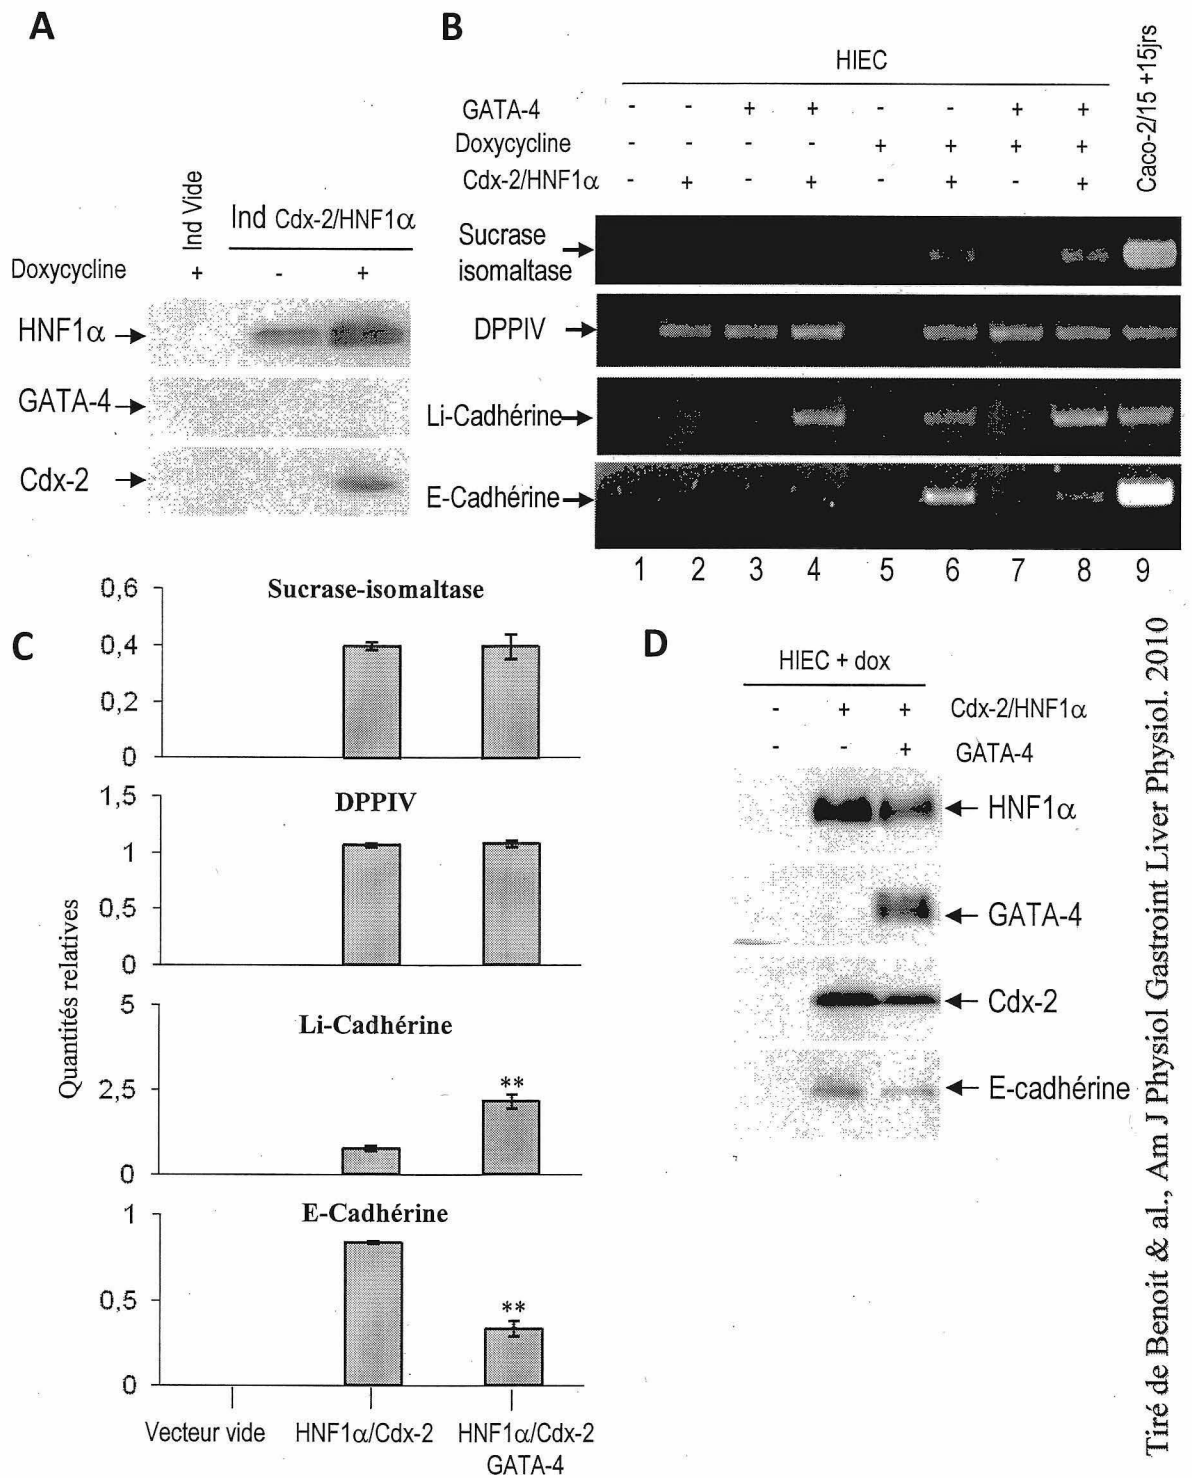 A
Ind Vide
Ind Cdx-2/HNF1α
Doxycycline + - +
HNF1α
GATA-4
Cdx-2
B
HIEC
Caco-2/15 +15jrs
GATA-4 - - + + - - + +
Doxycycline - - - - + + + +
Cdx-2/HNF1α - + - + - + - +
Sucrase
isomaltase
DPPIV
Li-Cadhérine
E-Cadhérine
1 2 3 4 5 6 7 8 9
C
Quantités relatives
Sucrase-isomaltase
0,6
0,4
0,2
0
DPPIV
1,5
1
0,5
0
Li-Cadhérine
5
2,5
0
**
E-Cadhérine
1
0,5
0
**
Vecteur vide HNF1α/Cdx-2 HNF1α/Cdx-2
GATA-4
D
HIEC + dox
- + + Cdx-2/HNF1α
- - + GATA-4
HNF1α
GATA-4
Cdx-2
E-cadhérine
Tiré de Benoit & al., Am J Physiol Gastroint Liver Physiol. 2010